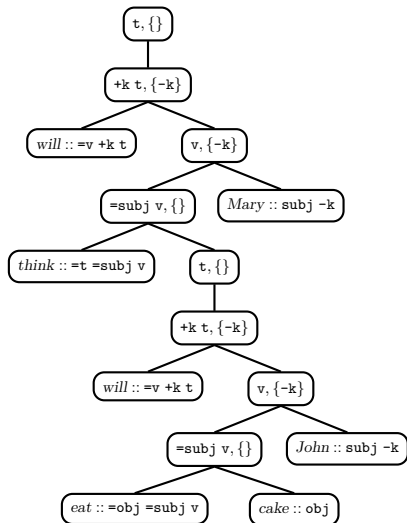 t, {}
+k t, {-k}
will :: =v +k t
v, {-k}
=subj v, {}
Mary :: subj -k
think :: =t =subj v
t, {}
+k t, {-k}
will :: =v +k t
v, {-k}
=subj v, {}
John :: subj -k
eat :: =obj =subj v
cake :: obj